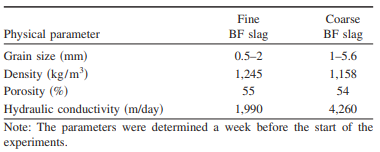 Fine Coarse
Physical parameter BF slag BF slag
Grain size (mm) 0.5–2 1–5.6
Density (kg/m³) 1,245 1,158
Porosity (%) 55 54
Hydraulic conductivity (m/day) 1,990 4,260
Note: The parameters were determined a week before the start of the
experiments.